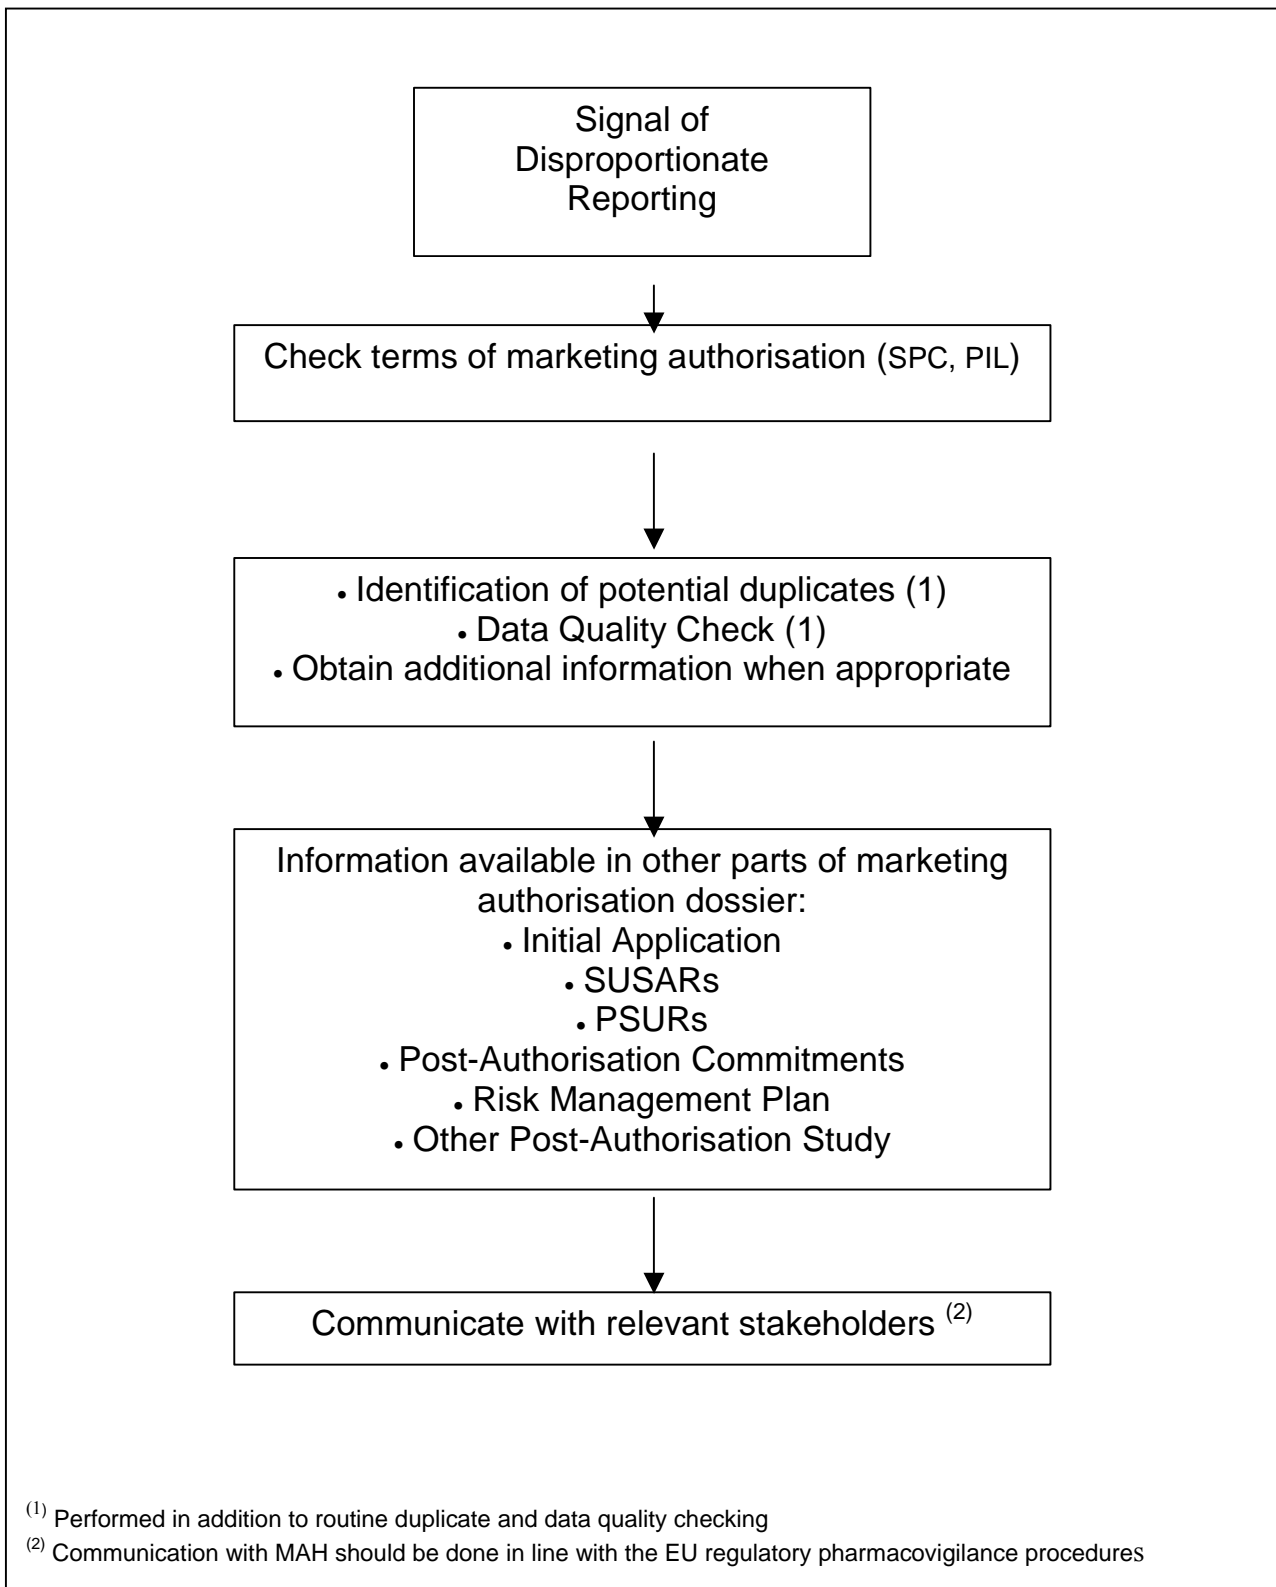 Signal of
Disproportionate
Reporting
Check terms of marketing authorisation (SPC, PIL)
• Identification of potential duplicates (1)
• Data Quality Check (1)
• Obtain additional information when appropriate
Information available in other parts of marketing
authorisation dossier:
• Initial Application
• SUSARs
• PSURs
• Post-Authorisation Commitments
• Risk Management Plan
• Other Post-Authorisation Study
Communicate with relevant stakeholders (2)
(1) Performed in addition to routine duplicate and data quality checking
(2) Communication with MAH should be done in line with the EU regulatory pharmacovigilance procedures